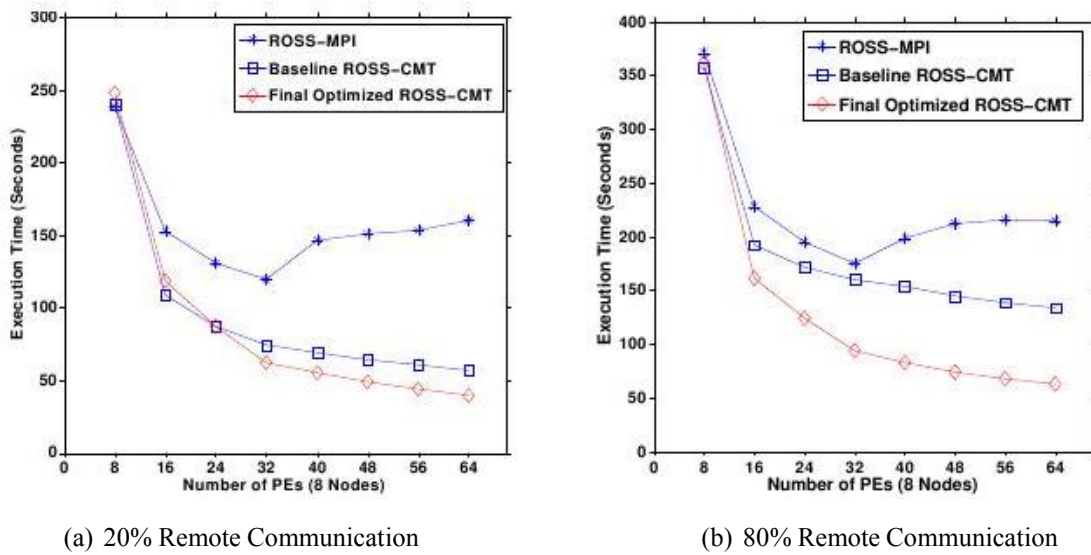 300
250
200
150
100
50
0
Execution Time (Seconds)
ROSS−MPI
Baseline ROSS−CMT
Final Optimized ROSS−CMT
0 8 16 24 32 40 48 56 64
Number of PEs (8 Nodes)
(a) 20% Remote Communication
400
350
300
250
200
150
100
50
0
Execution Time (Seconds)
ROSS−MPI
Baseline ROSS−CMT
Final Optimized ROSS−CMT
0 8 16 24 32 40 48 56 64
Number of PEs (8 Nodes)
(b) 80% Remote Communication